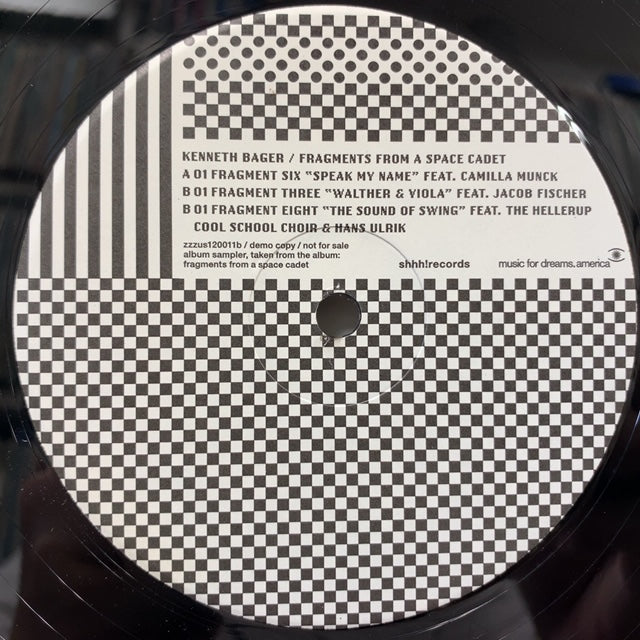 KENNETH BAGER / FRAGMENTS FROM A SPACE CADET
A 01 FRAGMENT SIX "SPEAK MY NAME" FEAT. CAMILLA MUNCK
B 01 FRAGMENT THREE "WALTHER & VIOLA" FEAT. JACOB FISCHER
B 01 FRAGMENT EIGHT "THE SOUND OF SWING" FEAT. THE HELLERUP
COOL SCHOOL CHOIR & HANS ULRIK
zzzus120011b / demo copy / not for sale
album sampler, taken from the album:
fragments from a space cadet
shhh!records
music for dreams.america